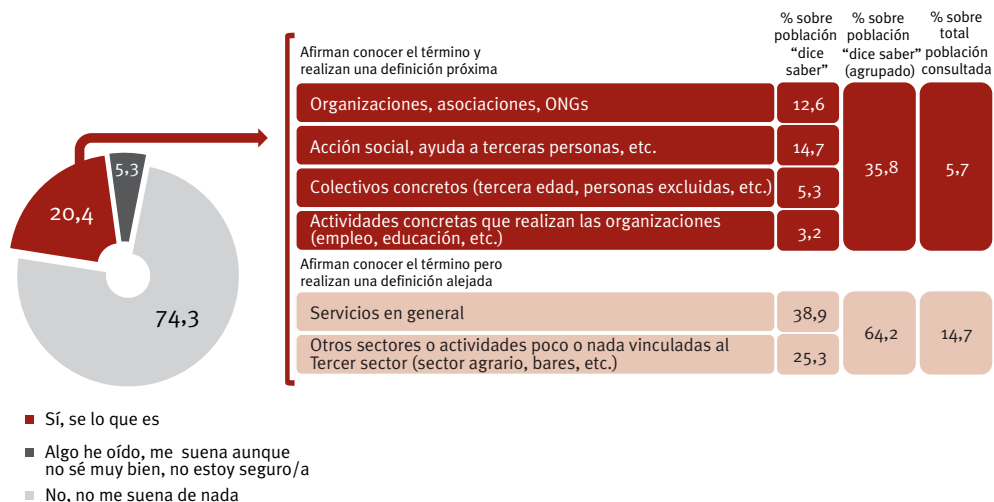 % sobre población “dice saber”
% sobre población “dice saber” (agrupado)
% sobre total población consultada
Afirman conocer el término y
realizan una definición próxima
Organizaciones, asociaciones, ONGs
12,6
Acción social, ayuda a terceras personas, etc.
14,7
Colectivos concretos (tercera edad, personas excluidas, etc.)
5,3
Actividades concretas que realizan las organizaciones
(empleo, educación, etc.)
3,2
35,8
5,7
Afirman conocer el término pero
realizan una definición alejada
Servicios en general
38,9
Otros sectores o actividades poco o nada vinculadas al
Tercer sector (sector agrario, bares, etc.)
25,3
64,2
14,7
5,3
20,4
74,3
Sí, se lo que es
Algo he oído, me suena aunque
no sé muy bien, no estoy seguro/a
No, no me suena de nada